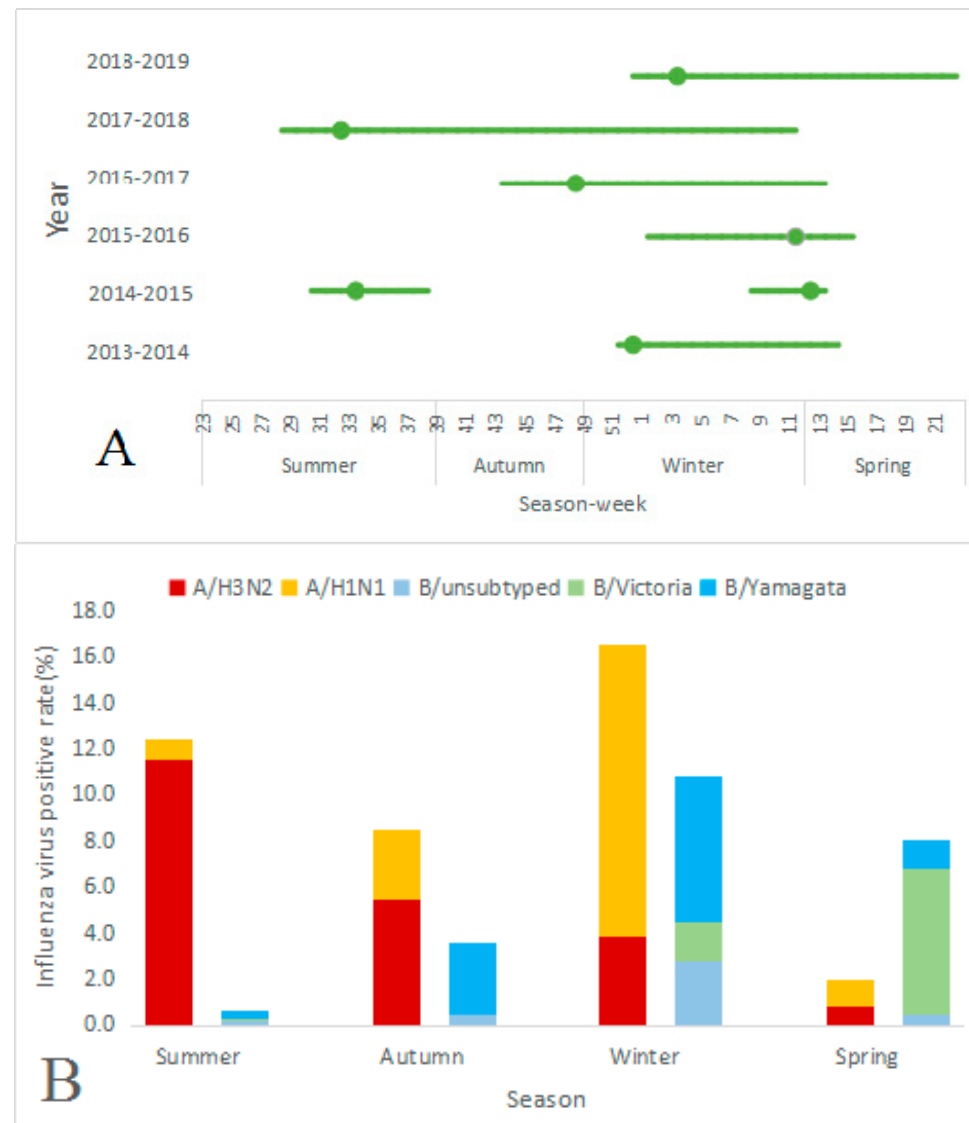 2018-2019
2017-2018
2016-2017
2015-2016
2014-2015
2013-2014
Year
23 25 27 29 31 33 35 37 39 41 43 45 47 49 51 1 3 5 7 9 11 13 15 17 19 21
Summer Autumn Winter Spring
Season-week
A
A/H3N2 A/H1N1 B/unsubtyped B/Victoria B/Yamagata
18.0
16.0
14.0
12.0
10.0
8.0
6.0
4.0
2.0
0.0
Influenza virus positive rate(%)
Summer Autumn Winter Spring
Season
B